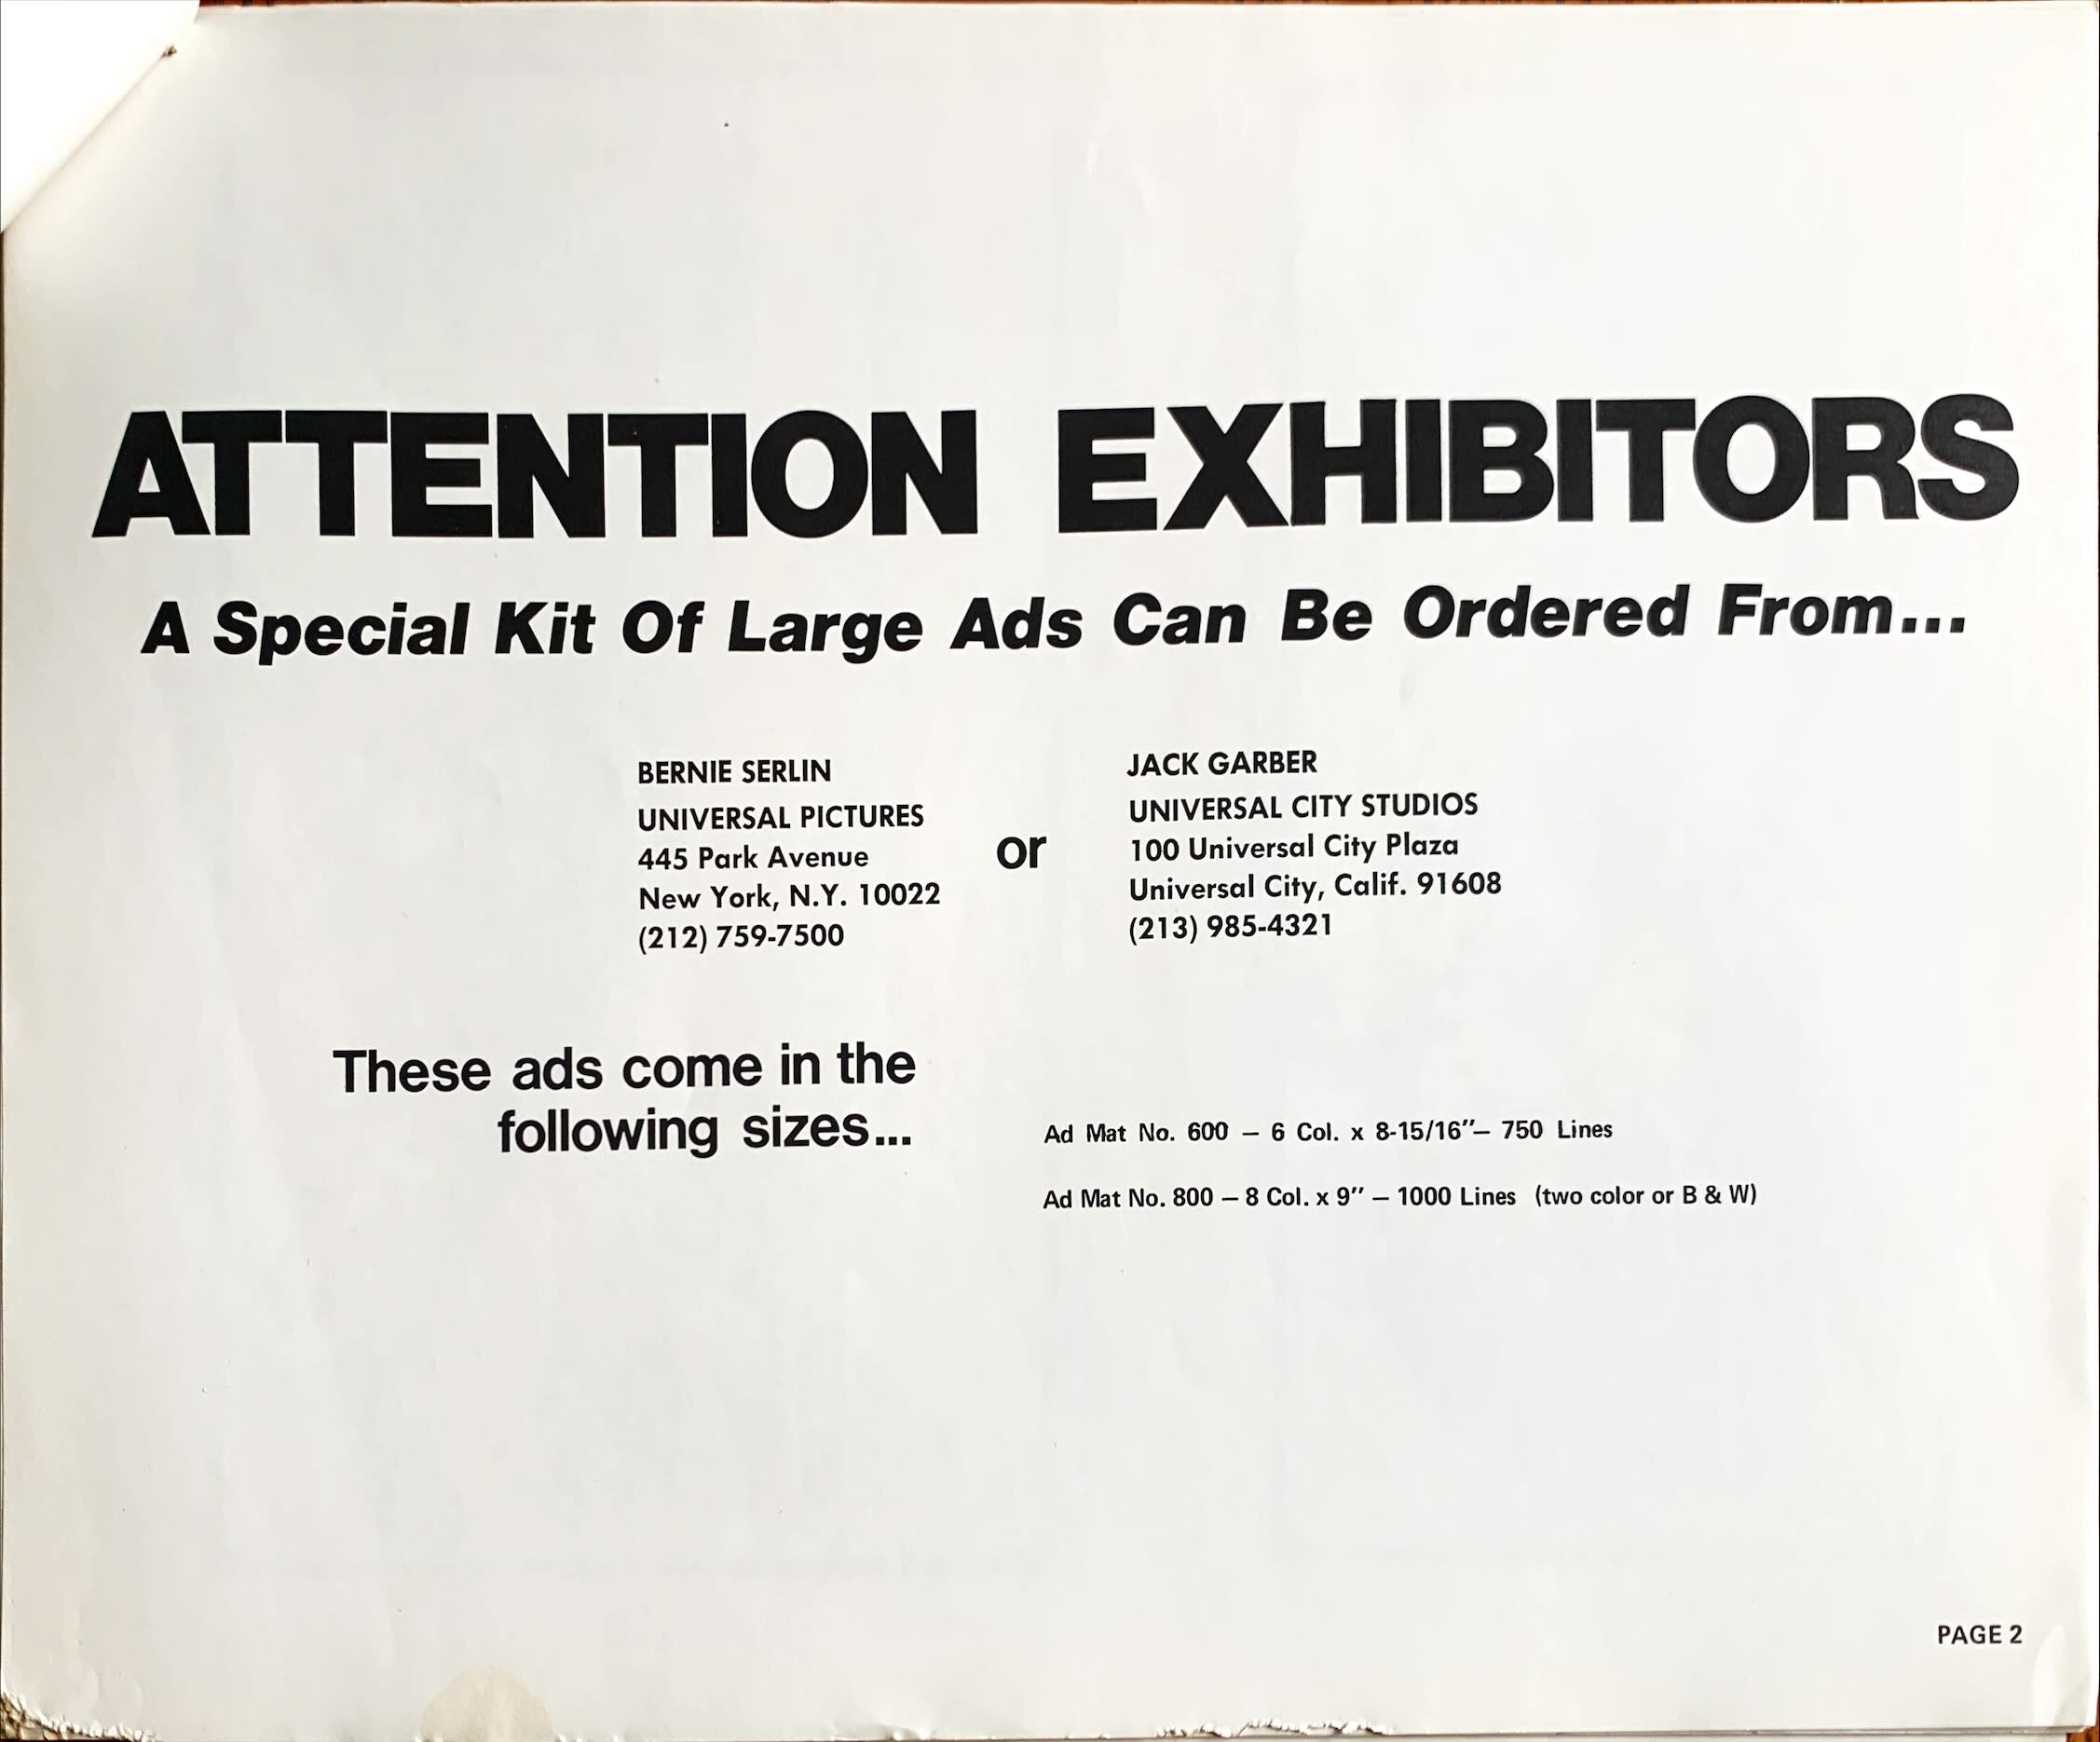 ATTENTION EXHIBITORS
A Special Kit Of Large Ads Can Be Ordered From...
BERNIE SERLIN
UNIVERSAL PICTURES
445 Park Avenue
New York, N.Y. 10022
(212) 759-7500
or
JACK GARBER
UNIVERSAL CITY STUDIOS
100 Universal City Plaza
Universal City, Calif. 91608
(213) 985-4321
These ads come in the
following sizes...
Ad Mat No. 600 – 6 Col. x 8-15/16″– 750 Lines
Ad Mat No. 800 – 8 Col. x 9″ – 1000 Lines (two color or B & W)
PAGE 2